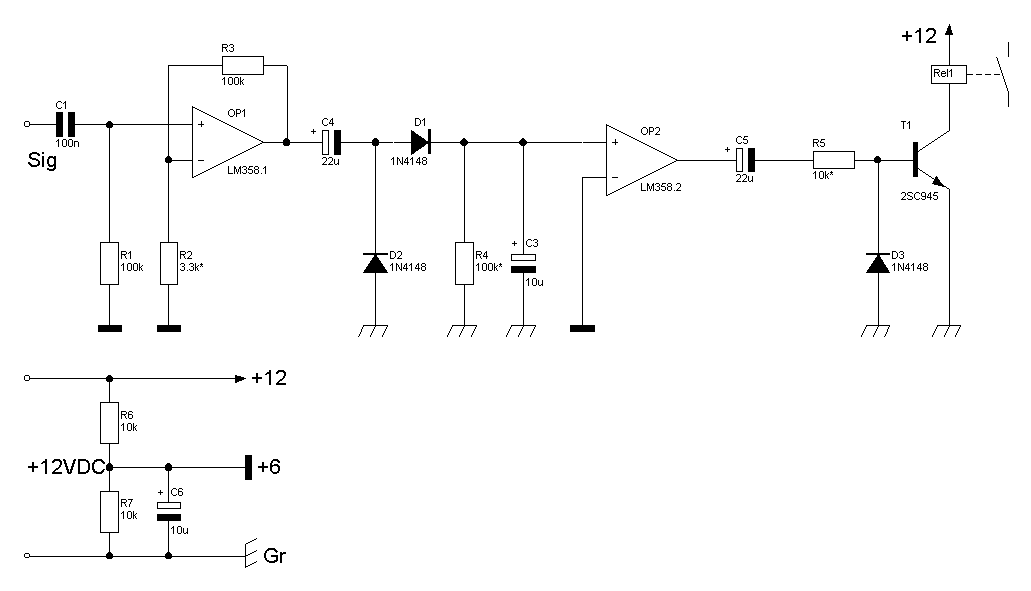 +12
Rel1
R3
100k
C1
100n
Sig
+
-
OP1
LM358.1
+
C4
22u
D1
1N4148
+
-
OP2
LM358.2
+
C5
22u
R5
10k*
T1
2SC945
R1
100k
R2
3.3k*
D2
1N4148
R4
100k*
+
C3
10u
D3
1N4148
+12
R6
10k
+12VDC
+6
R7
10k
+
C6
10u
Gr